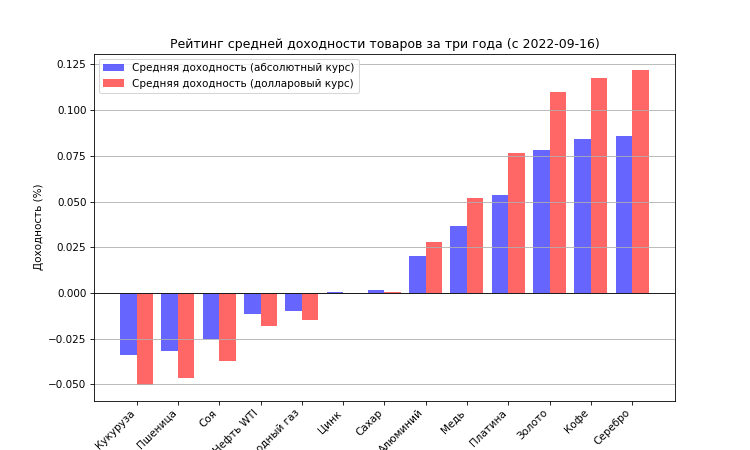 Рейтинг средней доходности товаров за три года (с 2022-09-16)
Средняя доходность (абсолютный курс)
Средняя доходность (долларовый курс)
Доходность (%)
0.125
0.100
0.075
0.050
0.025
0.000
−0.025
−0.050
Кукуруза
Пшеница
Соя
Нефть WTI
одный газ
Цинк
Сахар
Алюминий
Медь
Платина
Золото
Кофе
Серебро